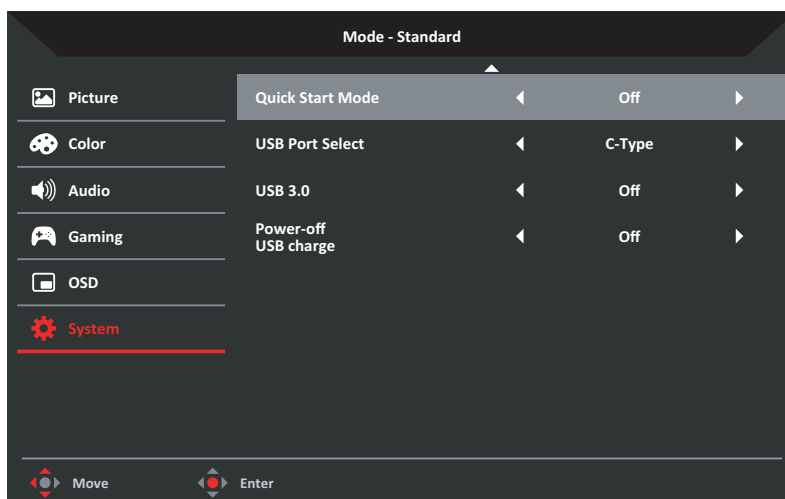 Mode - Standard
Picture
Color
Audio
Gaming
OSD
System
Quick Start Mode Off
USB Port Select C-Type
USB 3.0 Off
Power-off
USB charge Off
Move Enter